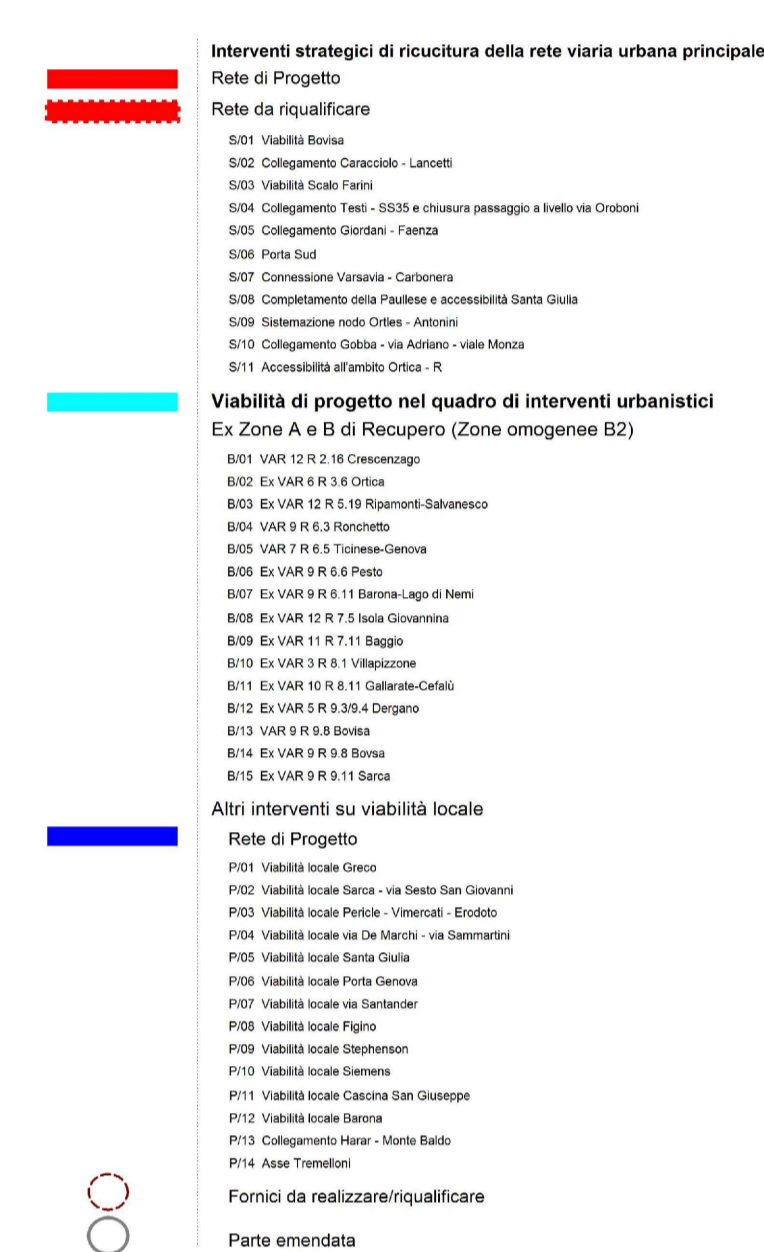 Interventi strategici di ricucitura della rete viaria urbana principale
Rete di Progetto
Rete da riqualificare
S/01 Viabilità Bovisa
S/02 Collegamento Caracciolo - Lancetti
S/03 Viabilità Scalo Farini
S/04 Collegamento Testi - SS35 e chiusura passaggio a livello via Oroboni
S/05 Collegamento Giordani - Faenza
S/06 Porta Sud
S/07 Connessione Varsavia - Carbonera
S/08 Completamento della Paullese e accessibilità Santa Giulia
S/09 Sistemazione nodo Ortles - Antonini
S/10 Collegamento Gobba - via Adriano - viale Monza
S/11 Accessibilità all'ambito Ortica - R
Viabilità di progetto nel quadro di interventi urbanistici
Ex Zone A e B di Recupero (Zone omogenee B2)
B/01 VAR 12 R 2.16 Crescenzago
B/02 Ex VAR 6 R 3.6 Ortica
B/03 Ex VAR 12 R 5.19 Ripamonti-Salvanesco
B/04 VAR 9 R 6.3 Ronchetto
B/05 VAR 7 R 6.5 Ticinese-Genova
B/06 Ex VAR 9 R 6.6 Pesto
B/07 Ex VAR 9 R 6.11 Barona-Lago di Nemi
B/08 Ex VAR 12 R 7.5 Isola Giovannina
B/09 Ex VAR 11 R 7.11 Baggio
B/10 Ex VAR 3 R 8.1 Villapizzone
B/11 Ex VAR 10 R 8.11 Gallarate-Cefalù
B/12 Ex VAR 5 R 9.3/9.4 Dergano
B/13 VAR 9 R 9.8 Bovisa
B/14 Ex VAR 9 R 9.8 Bovsa
B/15 Ex VAR 9 R 9.11 Sarca
Altri interventi su viabilità locale
Rete di Progetto
P/01 Viabilità locale Greco
P/02 Viabilità locale Sarca - via Sesto San Giovanni
P/03 Viabilità locale Pericle - Vimercati - Erodoto
P/04 Viabilità locale via De Marchi - via Sammartini
P/05 Viabilità locale Santa Giulia
P/06 Viabilità locale Porta Genova
P/07 Viabilità locale via Santander
P/08 Viabilità locale Figino
P/09 Viabilità locale Stephenson
P/10 Viabilità locale Siemens
P/11 Viabilità locale Cascina San Giuseppe
P/12 Viabilità locale Barona
P/13 Collegamento Harar - Monte Baldo
P/14 Asse Tremelloni
Fornici da realizzare/riqualificare
Parte emendata